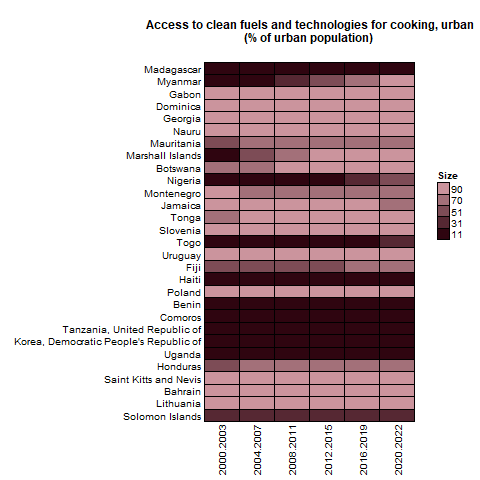 Access to clean fuels and technologies for cooking, urban
(% of urban population)
Madagascar
Myanmar
Gabon
Dominica
Georgia
Nauru
Mauritania
Marshall Islands
Botswana
Nigeria
Montenegro
Jamaica
Tonga
Slovenia
Togo
Uruguay
Fiji
Haiti
Poland
Benin
Comoros
Tanzania, United Republic of
Korea, Democratic People's Republic of
Uganda
Honduras
Saint Kitts and Nevis
Bahrain
Lithuania
Solomon Islands
2000.2003
2004.2007
2008.2011
2012.2015
2016.2019
2020.2022
Size
90
70
51
31
11